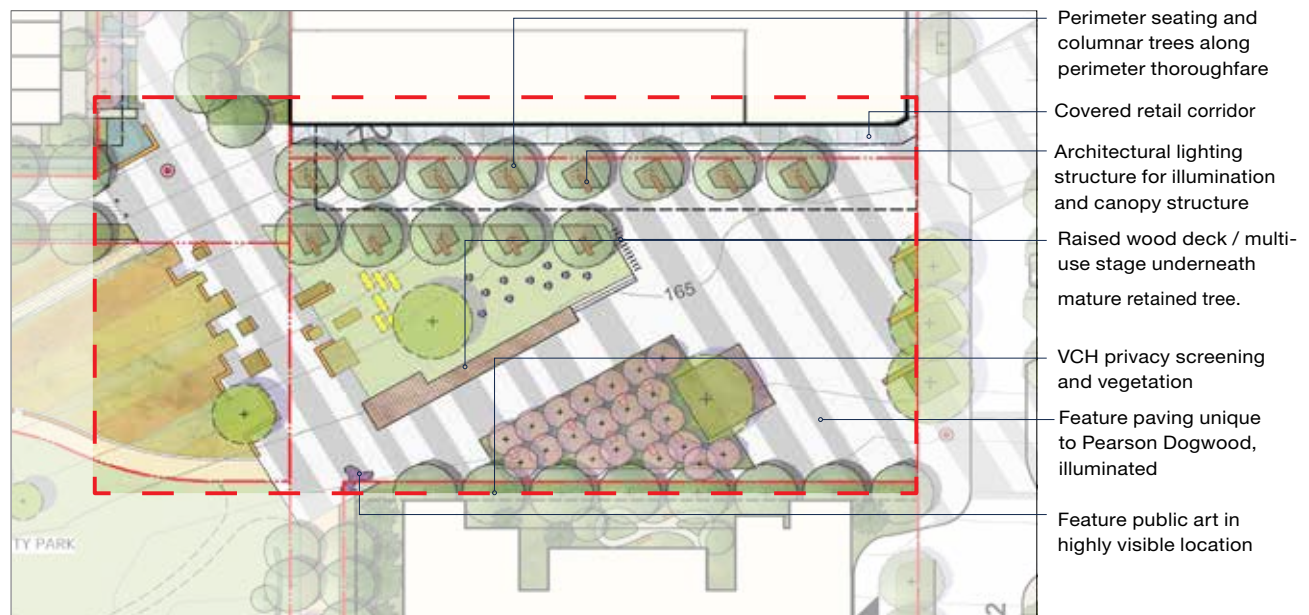 Perimeter seating and
columnar trees along
perimeter thoroughfare
Covered retail corridor
Architectural lighting
structure for illumination
and canopy structure
Raised wood deck / multi-
use stage underneath
mature retained tree.
VCH privacy screening
and vegetation
Feature paving unique
to Pearson Dogwood,
illuminated
Feature public art in
highly visible location
165
TY PARK